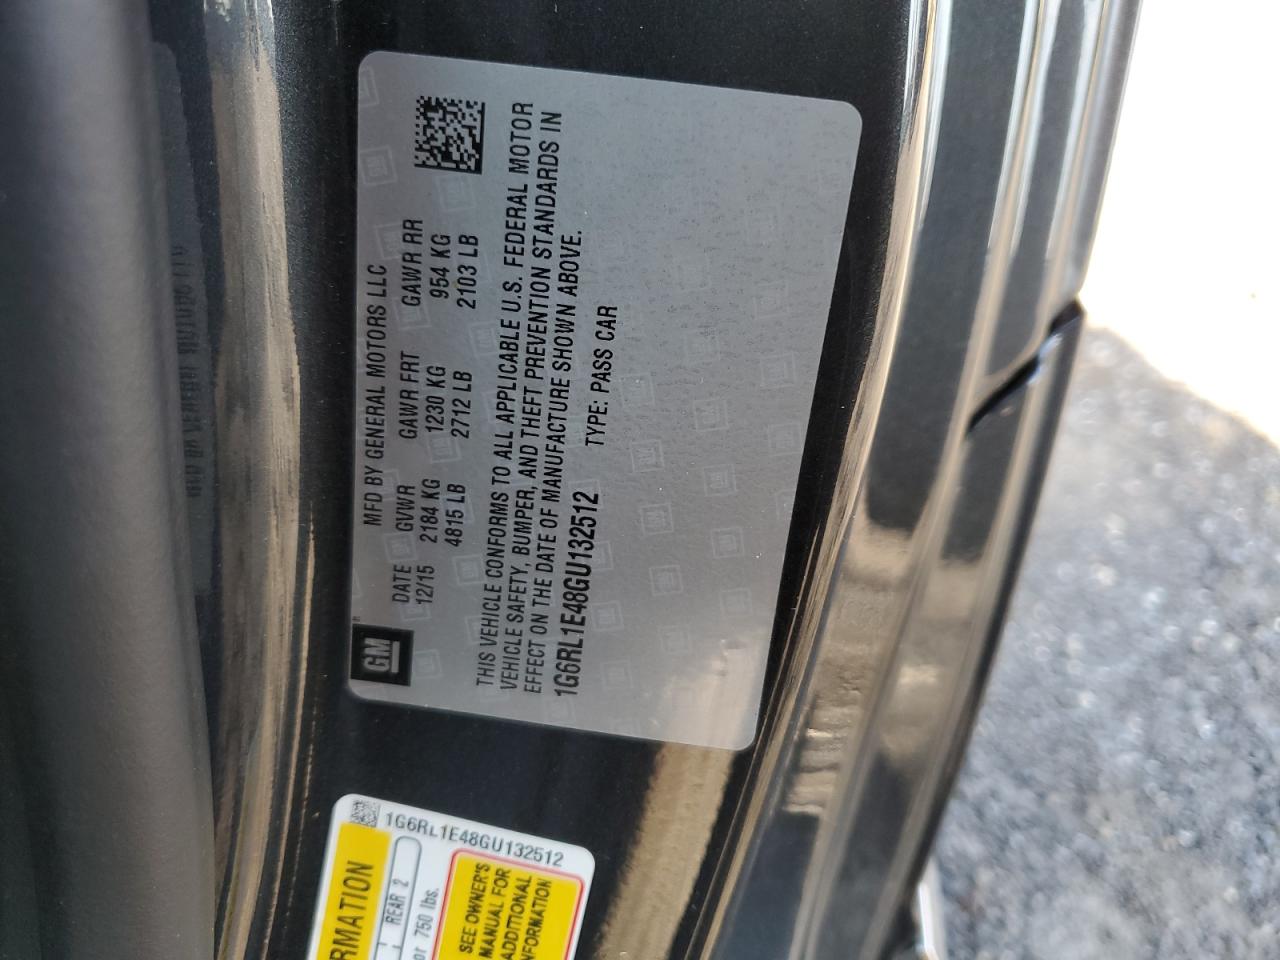 GM
MFD BY GENERAL MOTORS LLC
DATE GVWR GAWR FRT GAWR RR
12/15 2184 KG 1230 KG 954 KG
4815 LB 2712 LB 2103 LB
THIS VEHICLE CONFORMS TO ALL APPLICABLE U.S. FEDERAL MOTOR
VEHICLE SAFETY, BUMPER, AND THEFT PREVENTION STANDARDS IN
EFFECT ON THE DATE OF MANUFACTURE SHOWN ABOVE.
1G6RL1E48GU132512 TYPE: PASS CAR
1G6RL1E48GU132512
RMATION
REAR 2
or 750 lbs.
SEE OWNER'S
MANUAL FOR
ADDITIONAL
NFORMATION